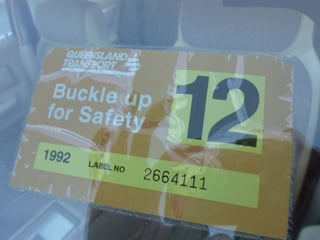 QUEENSLAND
TRANSPORT
Buckle up
for Safety
12
1992 LABEL NO 2664111